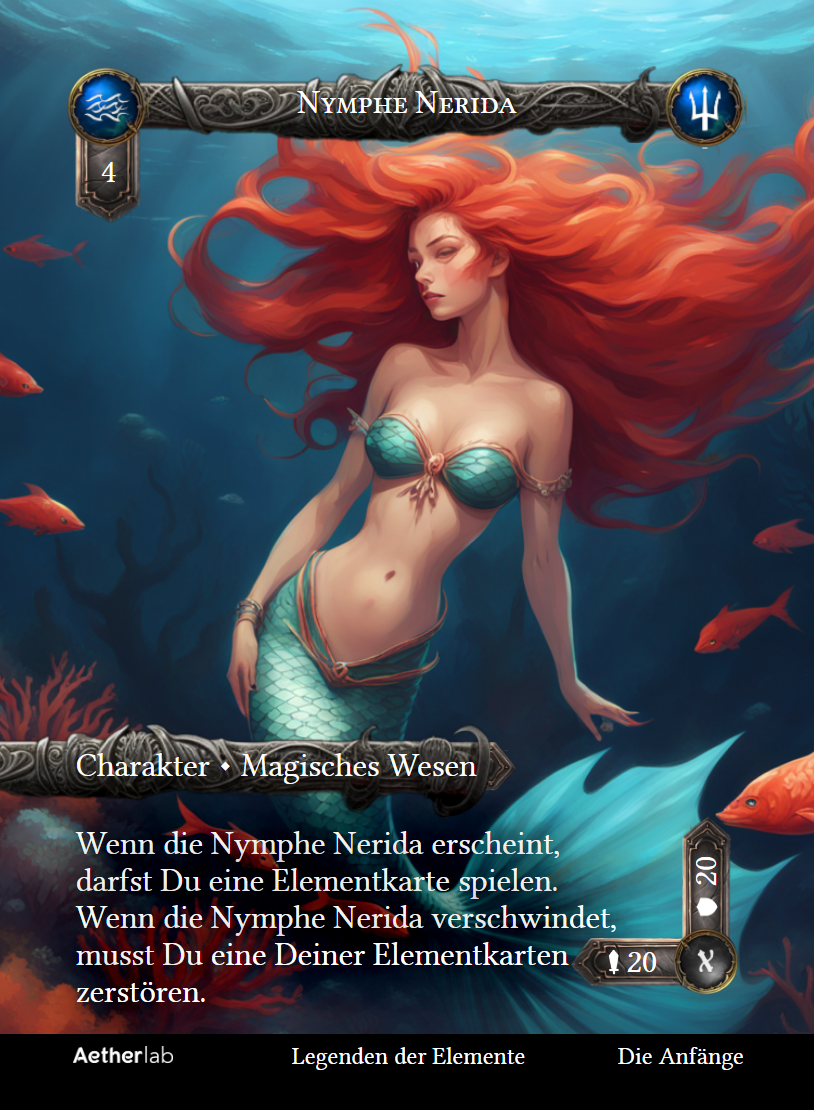 Nymphe Nerida
4
Charakter • Magisches Wesen
Wenn die Nymphe Nerida erscheint,
darfst Du eine Elementkarte spielen.
Wenn die Nymphe Nerida verschwindet,
musst Du eine Deiner Elementkarten
zerstören.
20
20
Aetherlab
Legenden der Elemente
Die Anfänge